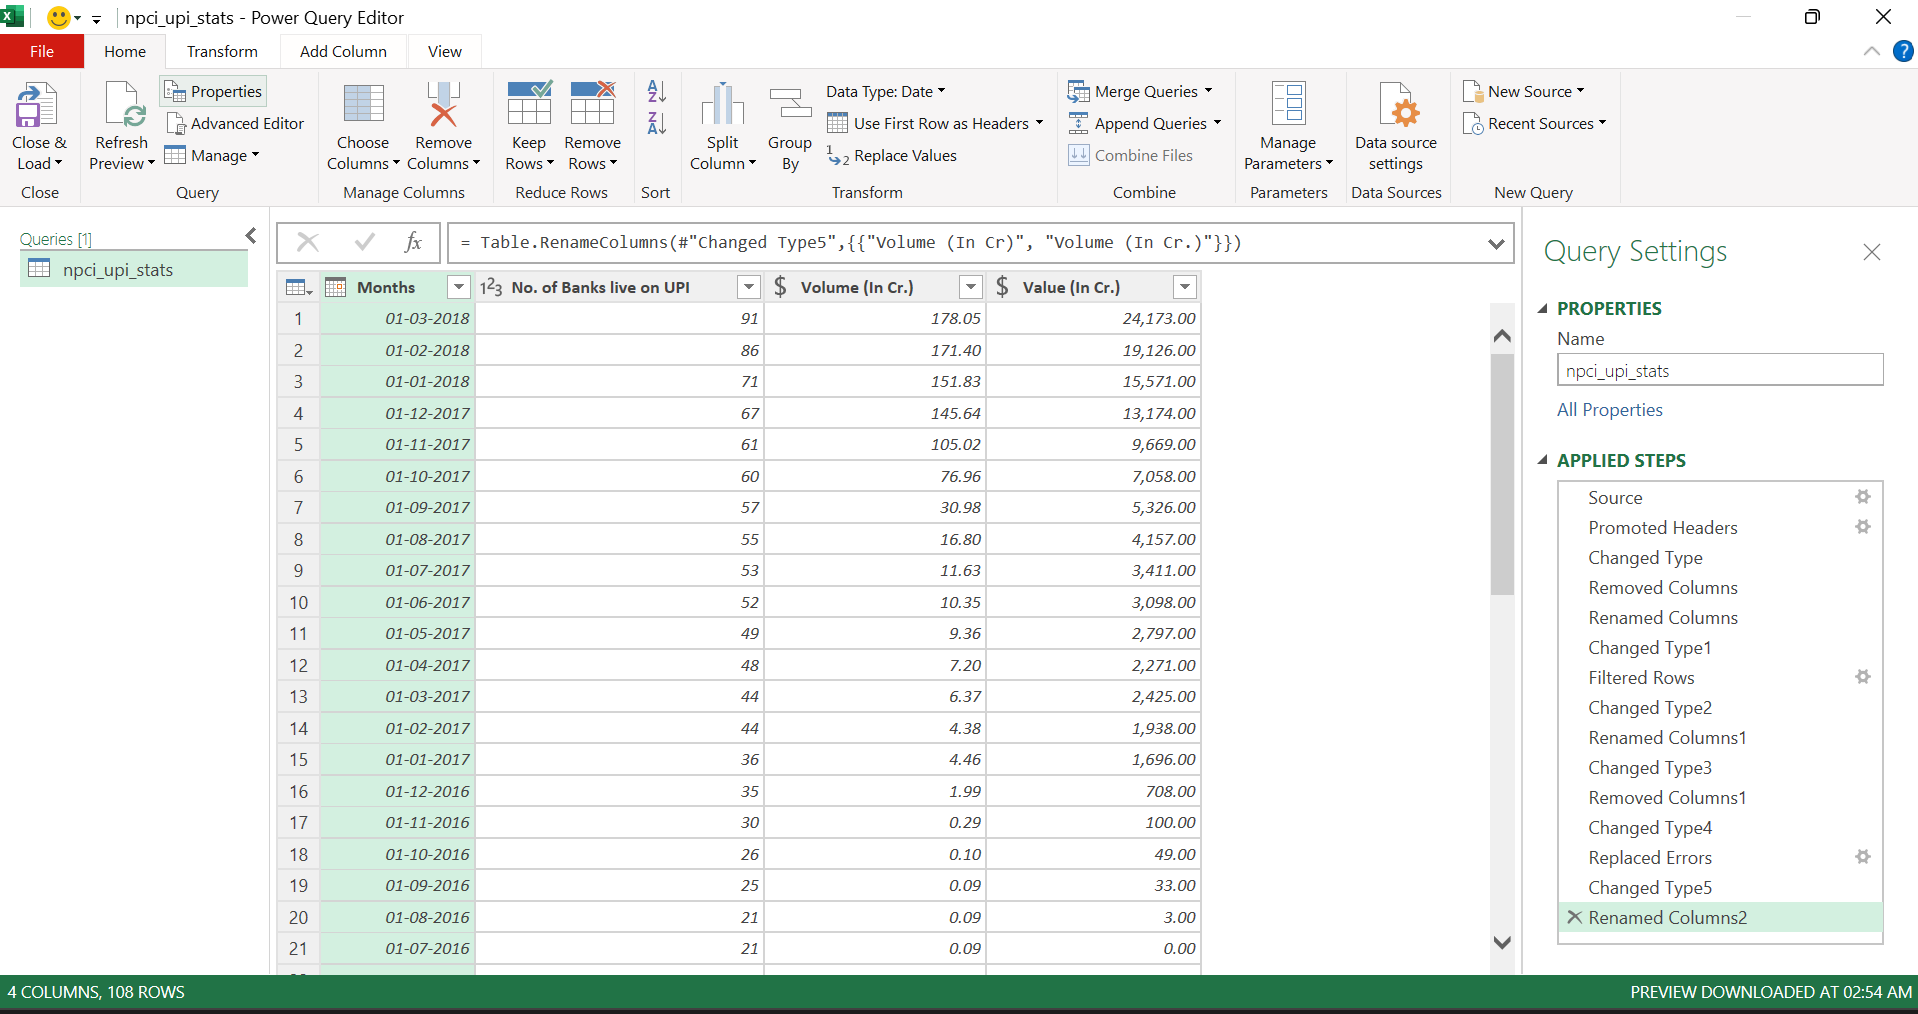 npci_upi_stats - Power Query Editor
File Home Transform Add Column View
Close & Load
Close
Refresh Preview
Properties
Advanced Editor
Manage
Query
Choose Columns
Remove Columns
Manage Columns
Keep Rows
Remove Rows
Reduce Rows
A Z
Z A
Sort
Split Column
Group By
Data Type: Date
Use First Row as Headers
1 2 Replace Values
Transform
Merge Queries
Append Queries
Combine Files
Combine
Manage Parameters
Parameters
Data source settings
Data Sources
New Source
Recent Sources
New Query
Queries [1]
npci_upi_stats
fx = Table.RenameColumns(#"Changed Type5",{{"Volume (In Cr)", "Volume (In Cr.)"}})
Months 123 No. of Banks live on UPI $ Volume (In Cr.) $ Value (In Cr.)
1 01-03-2018 91 178.05 24,173.00
2 01-02-2018 86 171.40 19,126.00
3 01-01-2018 71 151.83 15,571.00
4 01-12-2017 67 145.64 13,174.00
5 01-11-2017 61 105.02 9,669.00
6 01-10-2017 60 76.96 7,058.00
7 01-09-2017 57 30.98 5,326.00
8 01-08-2017 55 16.80 4,157.00
9 01-07-2017 53 11.63 3,411.00
10 01-06-2017 52 10.35 3,098.00
11 01-05-2017 49 9.36 2,797.00
12 01-04-2017 48 7.20 2,271.00
13 01-03-2017 44 6.37 2,425.00
14 01-02-2017 44 4.38 1,938.00
15 01-01-2017 36 4.46 1,696.00
16 01-12-2016 35 1.99 708.00
17 01-11-2016 30 0.29 100.00
18 01-10-2016 26 0.10 49.00
19 01-09-2016 25 0.09 33.00
20 01-08-2016 21 0.09 3.00
21 01-07-2016 21 0.09 0.00
Query Settings
PROPERTIES
Name
npci_upi_stats
All Properties
APPLIED STEPS
Source
Promoted Headers
Changed Type
Removed Columns
Renamed Columns
Changed Type1
Filtered Rows
Changed Type2
Renamed Columns1
Changed Type3
Removed Columns1
Changed Type4
Replaced Errors
Changed Type5
Renamed Columns2
4 COLUMNS, 108 ROWS
PREVIEW DOWNLOADED AT 02:54 AM